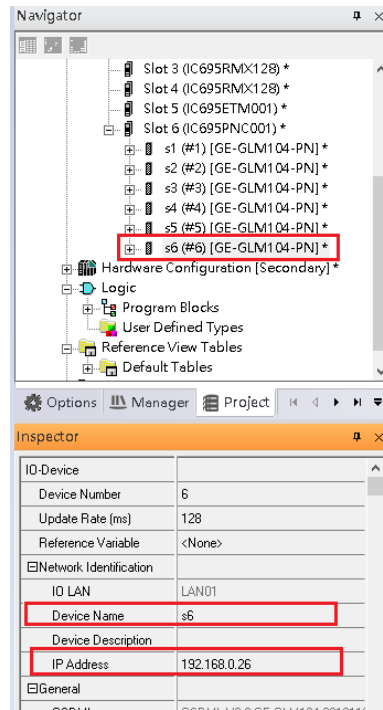 Navigator
Slot 3 (IC695RMX128) *
Slot 4 (IC695RMX128) *
Slot 5 (IC695ETM001) *
Slot 6 (IC695PNC001) *
s1 (#1) [GE-GLM104-PN] *
s2 (#2) [GE-GLM104-PN] *
s3 (#3) [GE-GLM104-PN] *
s4 (#4) [GE-GLM104-PN] *
s5 (#5) [GE-GLM104-PN] *
s6 (#6) [GE-GLM104-PN] *
Hardware Configuration [Secondary] *
Logic
Program Blocks
User Defined Types
Reference View Tables
Default Tables
Options Manager Project
Inspector
IO-Device
Device Number 6
Update Rate (ms) 128
Reference Variable <None>
Network Identification
IO LAN LAN01
Device Name s6
Device Description
IP Address 192.168.0.26
General